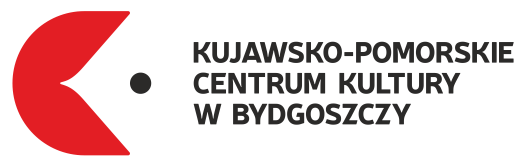 KUJAWSKO-POMORSKIE
CENTRUM KULTURY
W BYDGOSZCZY